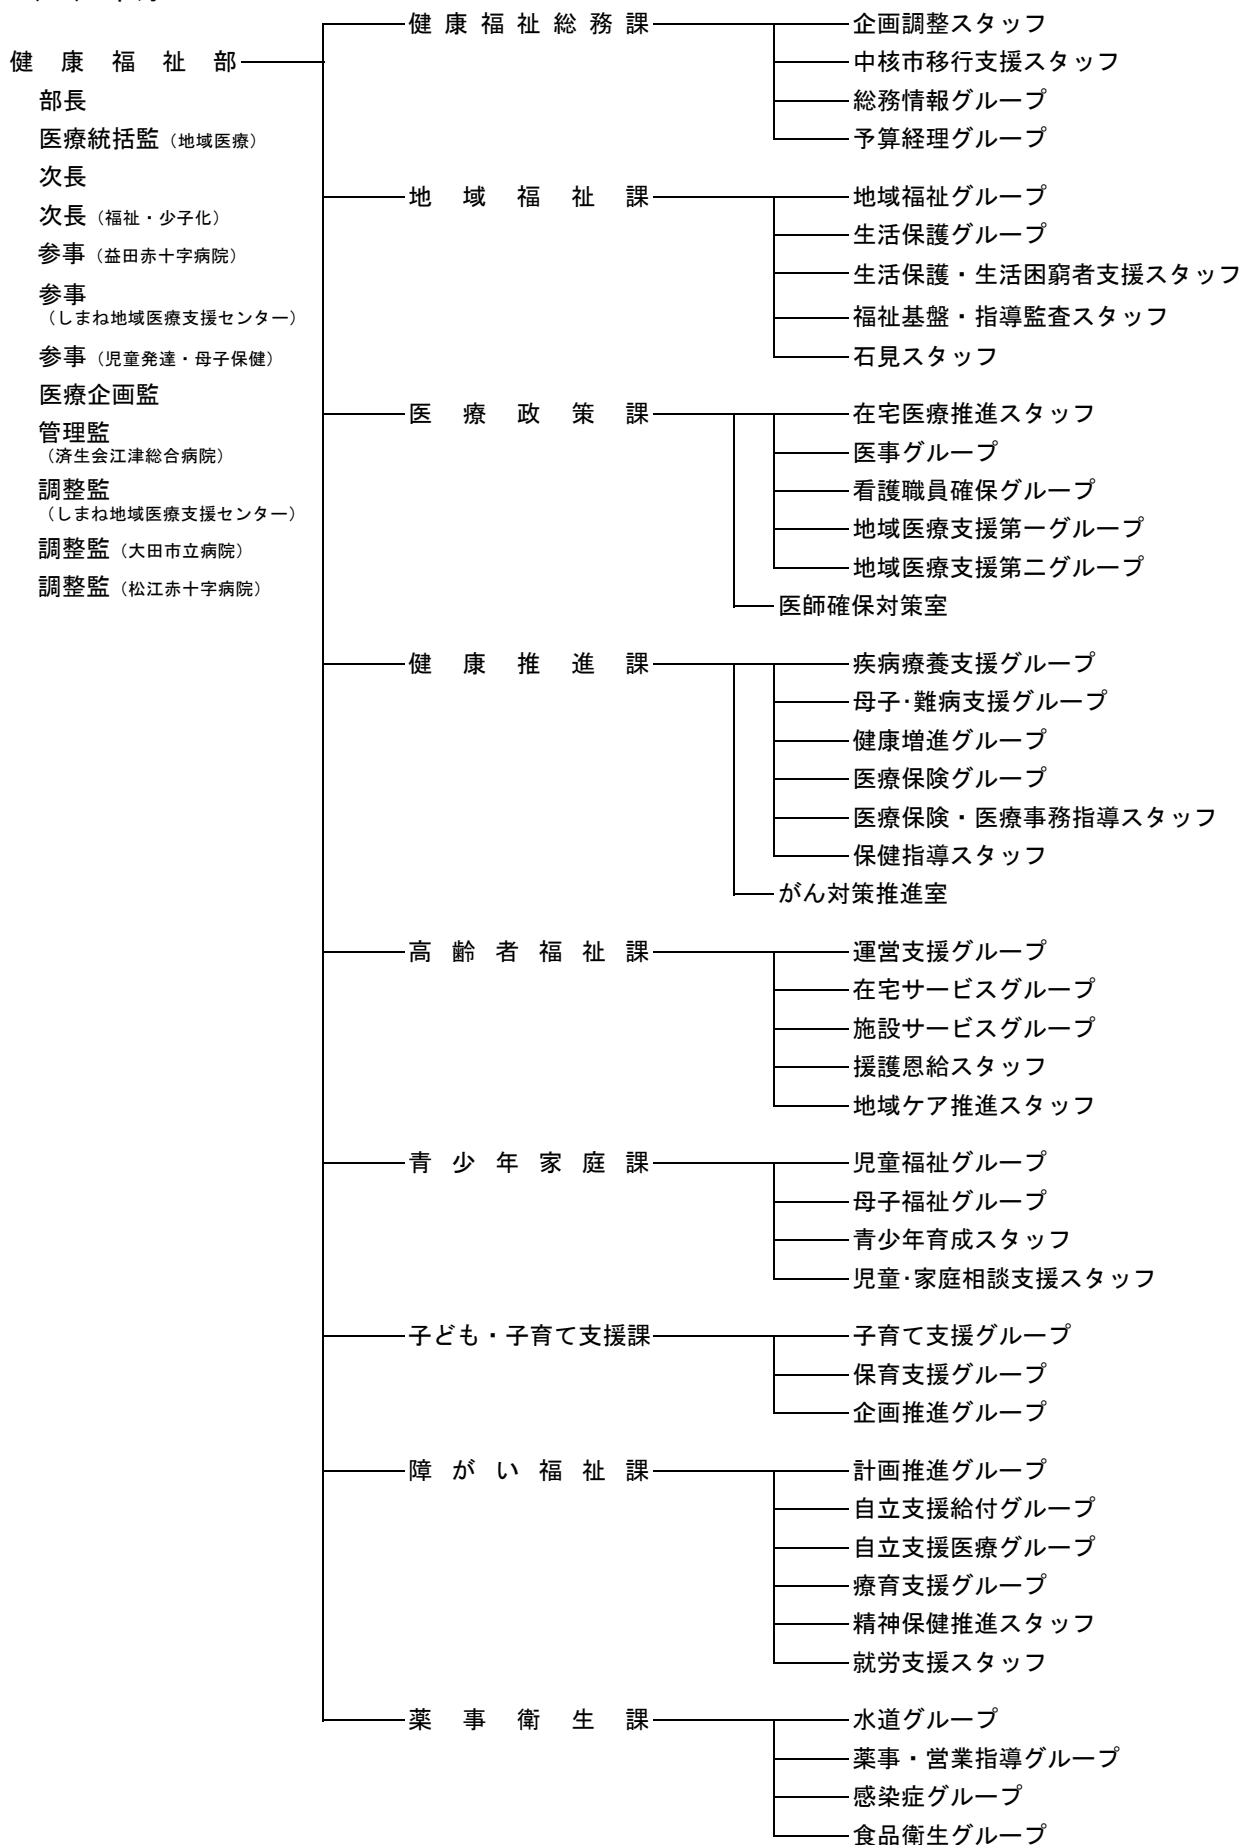 健康福祉部
部長
医療統括監（地域医療）
次長
次長（福祉・少子化）
参事（益田赤十字病院）
参事
（しまね地域医療支援センター）
参事（児童発達・母子保健）
医療企画監
管理監
（済生会江津総合病院）
調整監
（しまね地域医療支援センター）
調整監（大田市立病院）
調整監（松江赤十字病院）
健康福祉総務課
企画調整スタッフ
中核市移行支援スタッフ
総務情報グループ
予算経理グループ
地域福祉課
地域福祉グループ
生活保護グループ
生活保護・生活困窮者支援スタッフ
福祉基盤・指導監査スタッフ
石見スタッフ
医療政策課
在宅医療推進スタッフ
医事グループ
看護職員確保グループ
地域医療支援第一グループ
地域医療支援第二グループ
医師確保対策室
健康推進課
疾病療養支援グループ
母子・難病支援グループ
健康増進グループ
医療保険グループ
医療保険・医療事務指導スタッフ
保健指導スタッフ
がん対策推進室
高齢者福祉課
運営支援グループ
在宅サービスグループ
施設サービスグループ
援護恩給スタッフ
地域ケア推進スタッフ
青少年家庭課
児童福祉グループ
母子福祉グループ
青少年育成スタッフ
児童・家庭相談支援スタッフ
子ども・子育て支援課
子育て支援グループ
保育支援グループ
企画推進グループ
障がい福祉課
計画推進グループ
自立支援給付グループ
自立支援医療グループ
療育支援グループ
精神保健推進スタッフ
就労支援スタッフ
薬事衛生課
水道グループ
薬事・営業指導グループ
感染症グループ
食品衛生グループ